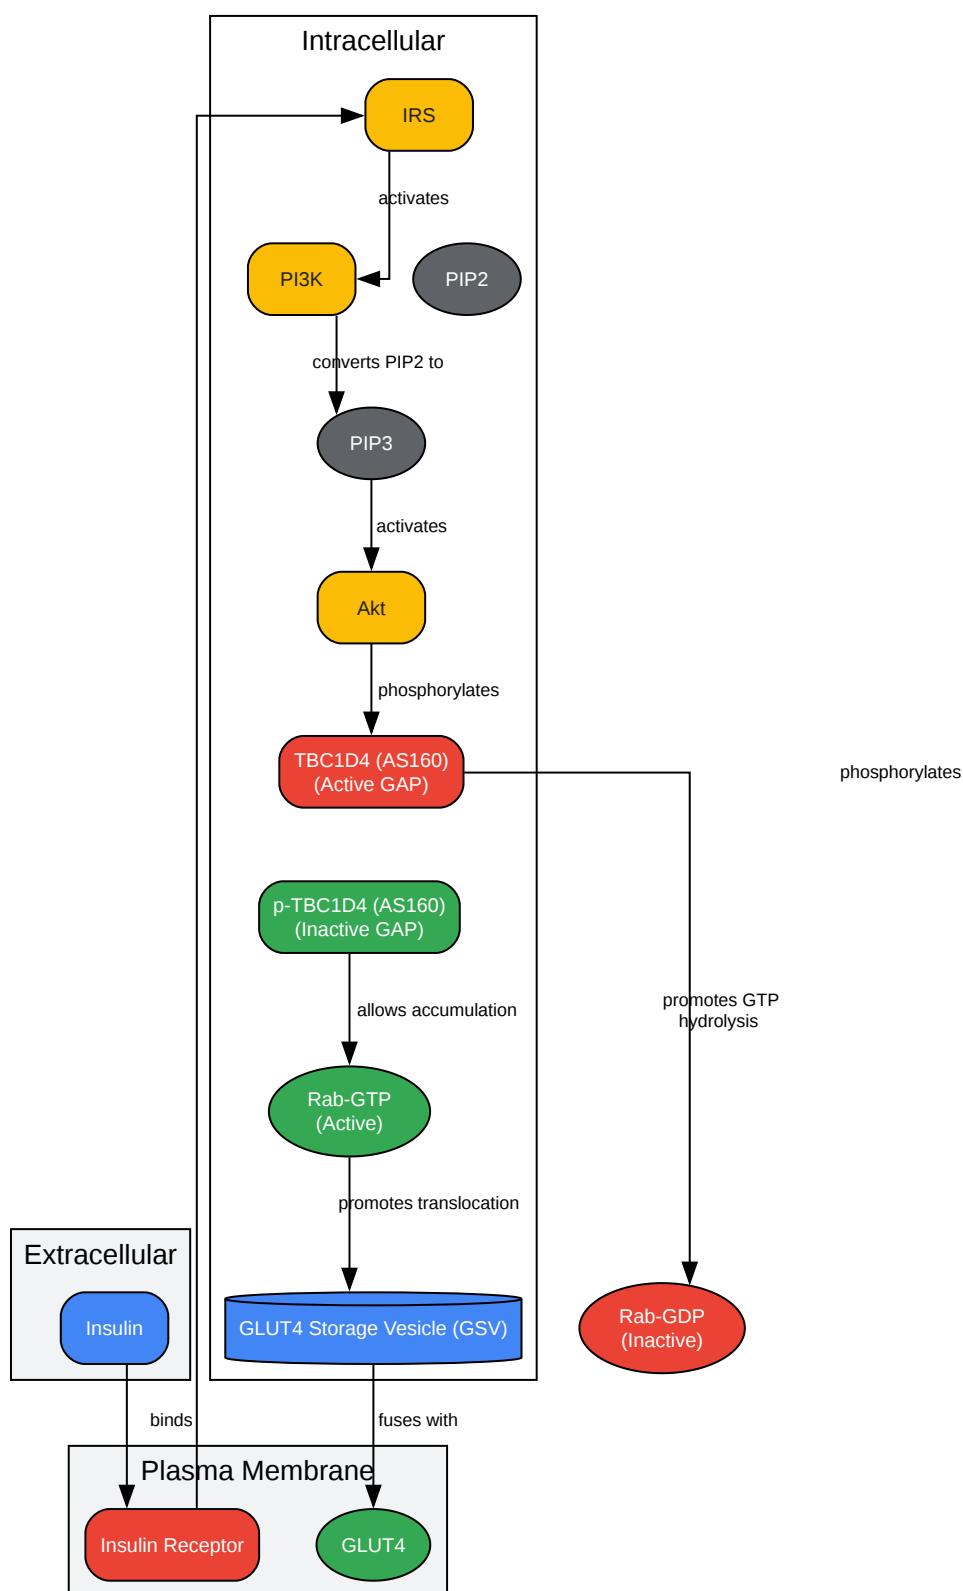 Intracellular
IRS
activates
PI3K
PIP2
converts PIP2 to
PIP3
activates
Akt
phosphorylates
TBC1D4 (AS160)
(Active GAP)
phosphorylates
p-TBC1D4 (AS160)
(Inactive GAP)
allows accumulation
promotes GTP
hydrolysis
Rab-GTP
(Active)
promotes translocation
Extracellular
Insulin
GLUT4 Storage Vesicle (GSV)
Rab-GDP
(Inactive)
binds
fuses with
Plasma Membrane
Insulin Receptor
GLUT4